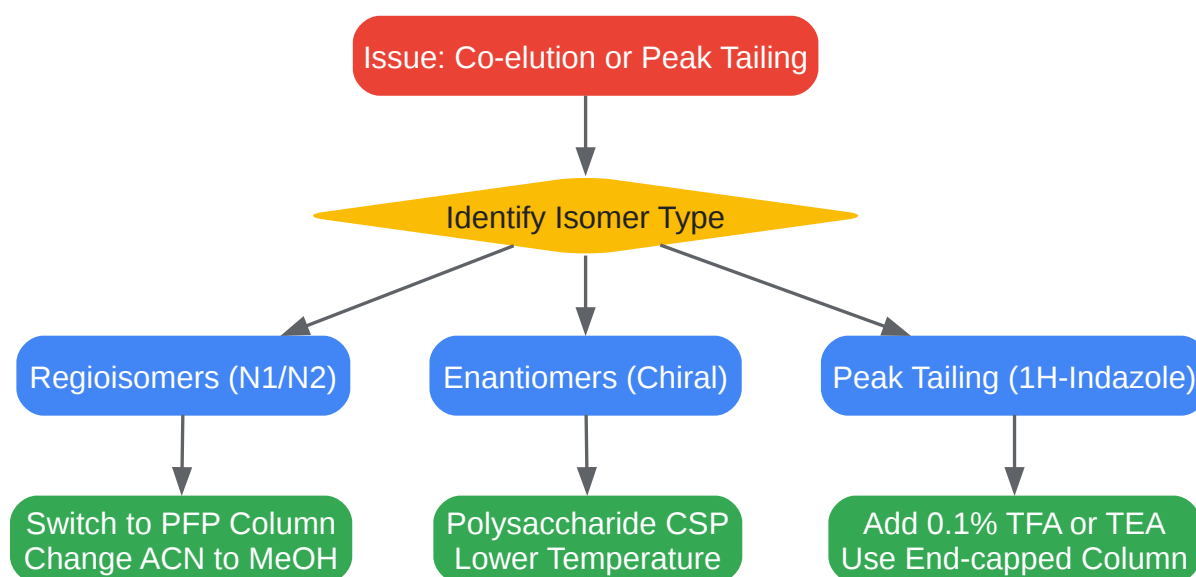 Issue: Co-elution or Peak Tailing
Identify Isomer Type
Regioisomers (N1/N2)
Enantiomers (Chiral)
Peak Tailing (1H-Indazole)
Switch to PFP Column
Change ACN to MeOH
Polysaccharide CSP
Lower Temperature
Add 0.1% TFA or TEA
Use End-capped Column